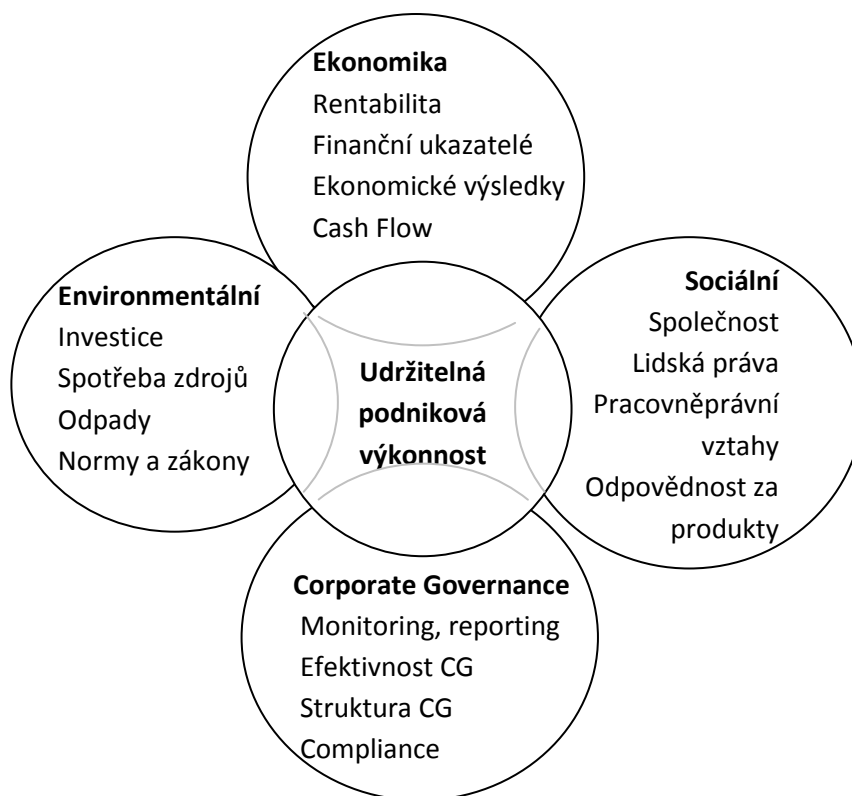 Ekonomika
Rentabilita
Finanční ukazatelé
Ekonomické výsledky
Cash Flow
Environmentální
Investice
Spotřeba zdrojů
Odpady
Normy a zákony
Udržitelná
podniková
výkonnost
Sociální
Společnost
Lidská práva
Pracovněprávní
vztahy
Odpovědnost za
produkty
Corporate Governance
Monitoring, reporting
Efektivnost CG
Struktura CG
Compliance